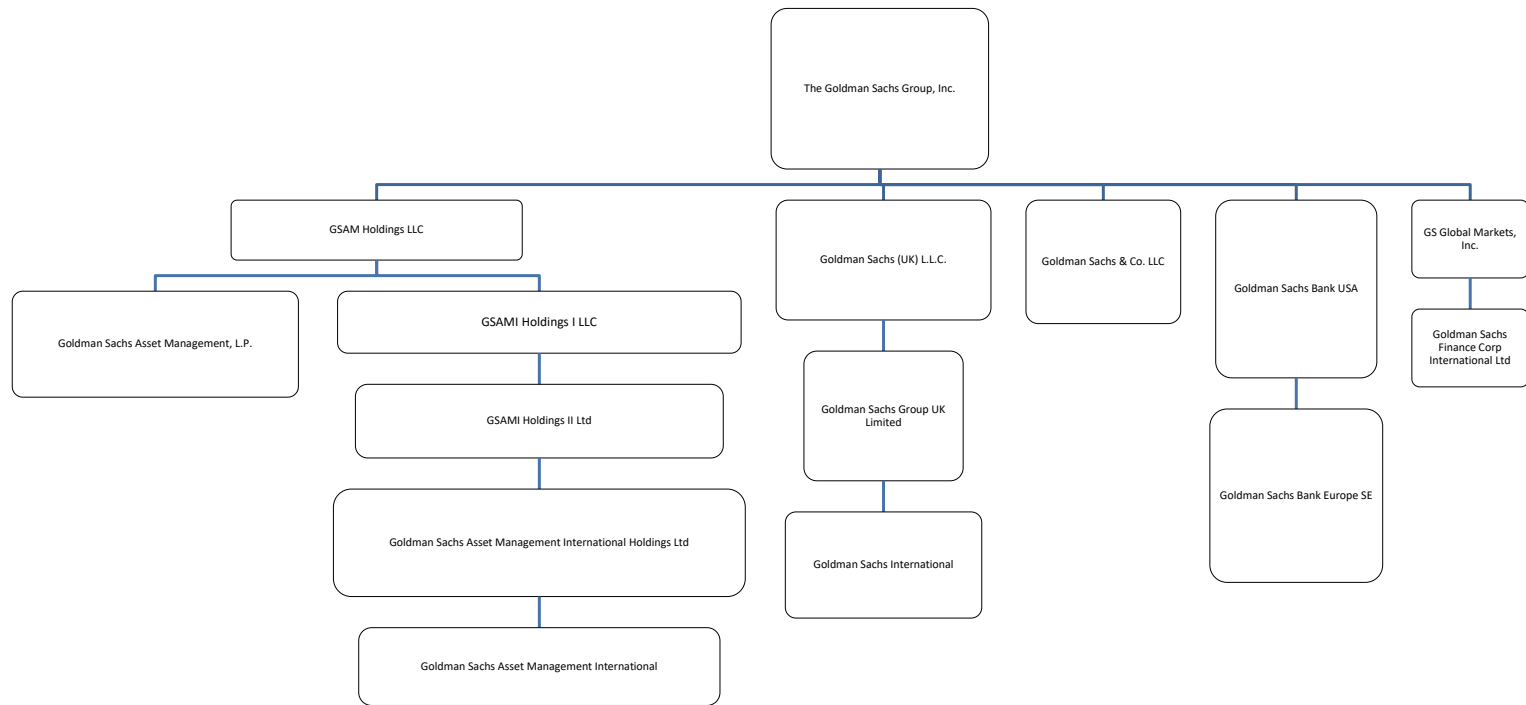 The Goldman Sachs Group, Inc.
GSAM Holdings LLC
Goldman Sachs (UK) L.L.C.
Goldman Sachs & Co. LLC
Goldman Sachs Bank USA
GS Global Markets,
Inc.
Goldman Sachs Asset Management, L.P.
GSAMI Holdings I LLC
Goldman Sachs Group UK
Limited
Goldman Sachs
Finance Corp
International Ltd
GSAMI Holdings II Ltd
Goldman Sachs Bank Europe SE
Goldman Sachs Asset Management International Holdings Ltd
Goldman Sachs International
Goldman Sachs Asset Management International